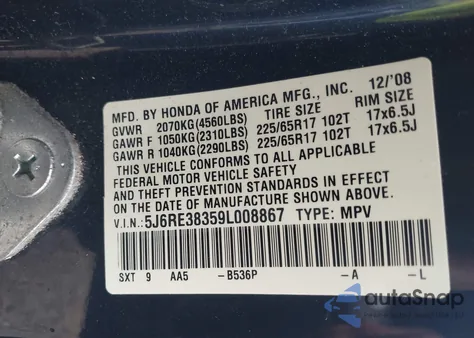 MFD. BY HONDA OF AMERICA MFG., INC. 12/'08
GVWR 2070KG(4560LBS) TIRE SIZE RIM SIZE
GAWR F 1050KG(2310LBS) 225/65R17 102T 17x6.5J
GAWR R 1040KG(2290LBS) 225/65R17 102T 17x6.5J
THIS VEHICLE CONFORMS TO ALL APPLICABLE
FEDERAL MOTOR VEHICLE SAFETY
AND THEFT PREVENTION STANDARDS IN EFFECT
ON THE DATE OF MANUFACTURE SHOWN ABOVE.
V.I.N.: 5J6RE38359L008867 TYPE: MPV
SXT 9 AA5 -B536P -A -L
autoSnap